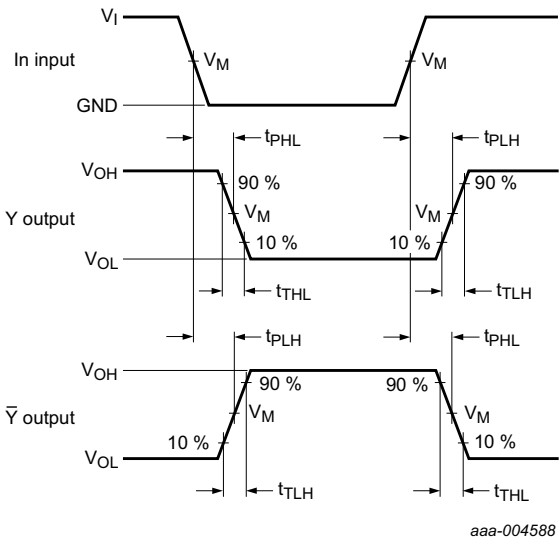 V_I
In input
V_M
V_M
GND
t_PHL
t_PLH
V_OH
90 %
90 %
Y output
V_M
V_M
10 %
10 %
V_OL
t_THL
t_TLH
t_PLH
t_PHL
V_OH
90 %
90 %
Y̅ output
V_M
V_M
10 %
10 %
V_OL
t_TLH
t_THL
aaa-004588